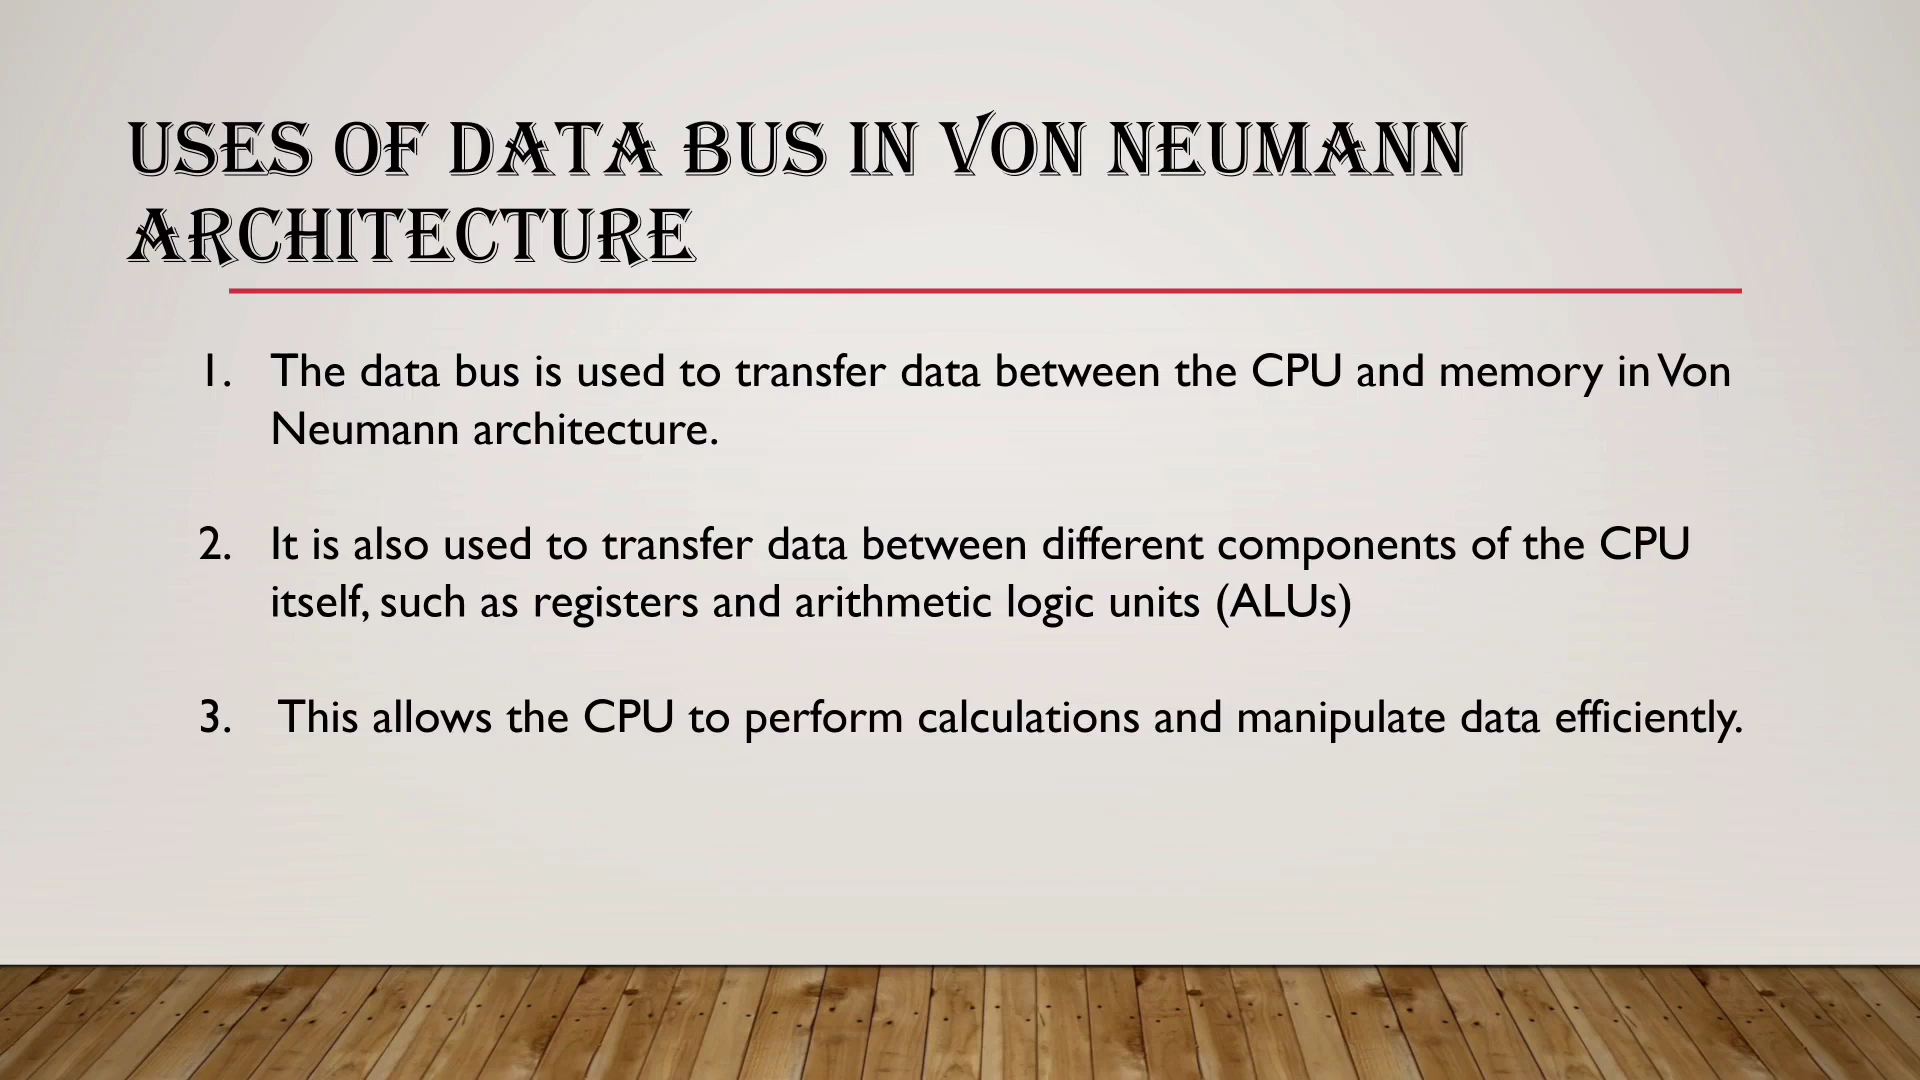 USES OF DATA BUS IN VON NEUMANN
ARCHITECTURE
1. The data bus is used to transfer data between the CPU and memory in Von
Neumann architecture.
2. It is also used to transfer data between different components of the CPU
itself, such as registers and arithmetic logic units (ALUs)
3. This allows the CPU to perform calculations and manipulate data efficiently.